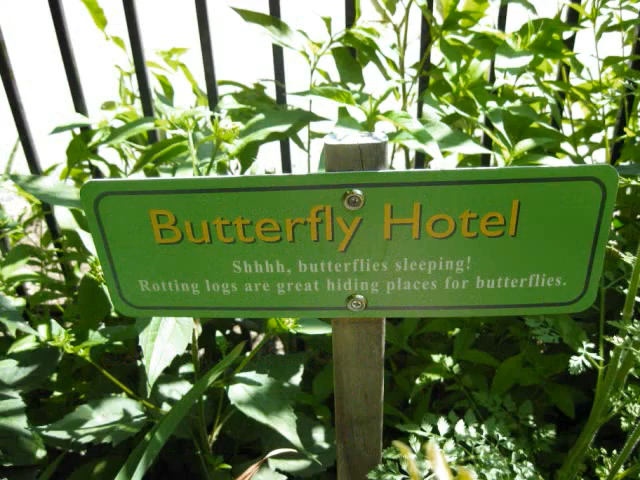 Butterfly Hotel
Shhhh, butterflies sleeping!
Rotting logs are great hiding places for butterflies.